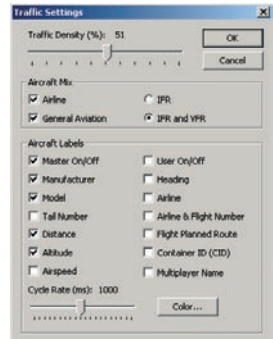 Traffic Settings
Traffic Density (%): 51
OK
Cancel
Aircraft Mix
Airline
IFR
General Aviation
IFR and VFR
Aircraft Labels
Master On/Off
User On/Off
Manufacturer
Heading
Model
Airline
Tail Number
Airline & Flight Number
Distance
Flight Planned Route
Altitude
Container ID (CID)
Airspeed
Multiplayer Name
Cycle Rate (ms): 1000
Color...